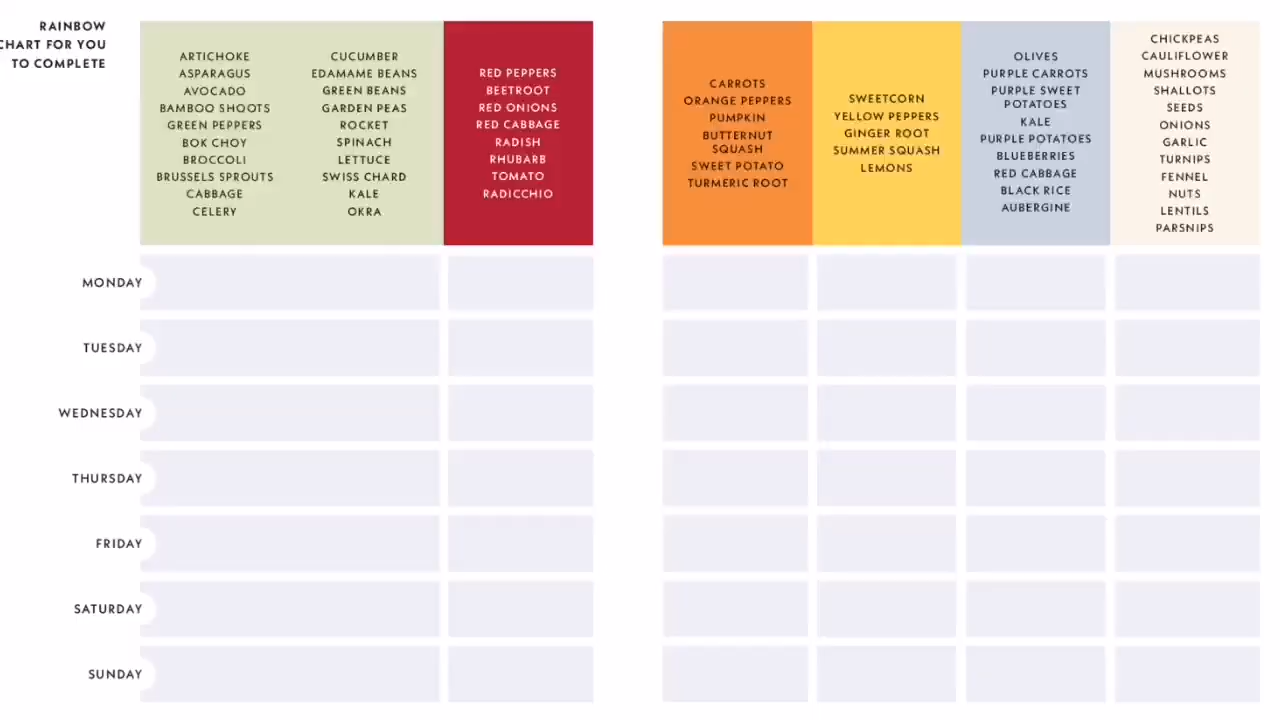 RAINBOW
CHART FOR YOU
TO COMPLETE
ARTICHOKE
ASPARAGUS
AVOCADO
BAMBOO SHOOTS
GREEN PEPPERS
BOK CHOY
BROCCOLI
BRUSSELS SPROUTS
CABBAGE
CELERY
CUCUMBER
EDAMAME BEANS
GREEN BEANS
GARDEN PEAS
ROCKET
SPINACH
LETTUCE
SWISS CHARD
KALE
OKRA
RED PEPPERS
BEETROOT
RED ONIONS
RED CABBAGE
RADISH
RHUBARB
TOMATO
RADICCHIO
CARROTS
ORANGE PEPPERS
PUMPKIN
BUTTERNUT
SQUASH
SWEET POTATO
TURMERIC ROOT
SWEETCORN
YELLOW PEPPERS
GINGER ROOT
SUMMER SQUASH
LEMONS
OLIVES
PURPLE CARROTS
PURPLE SWEET
POTATOES
KALE
PURPLE POTATOES
BLUEBERRIES
RED CABBAGE
BLACK RICE
AUBERGINE
CHICKPEAS
CAULIFLOWER
MUSHROOMS
SHALLOTS
SEEDS
ONIONS
GARLIC
TURNIPS
FENNEL
NUTS
LENTILS
PARSNIPS
MONDAY
TUESDAY
WEDNESDAY
THURSDAY
FRIDAY
SATURDAY
SUNDAY